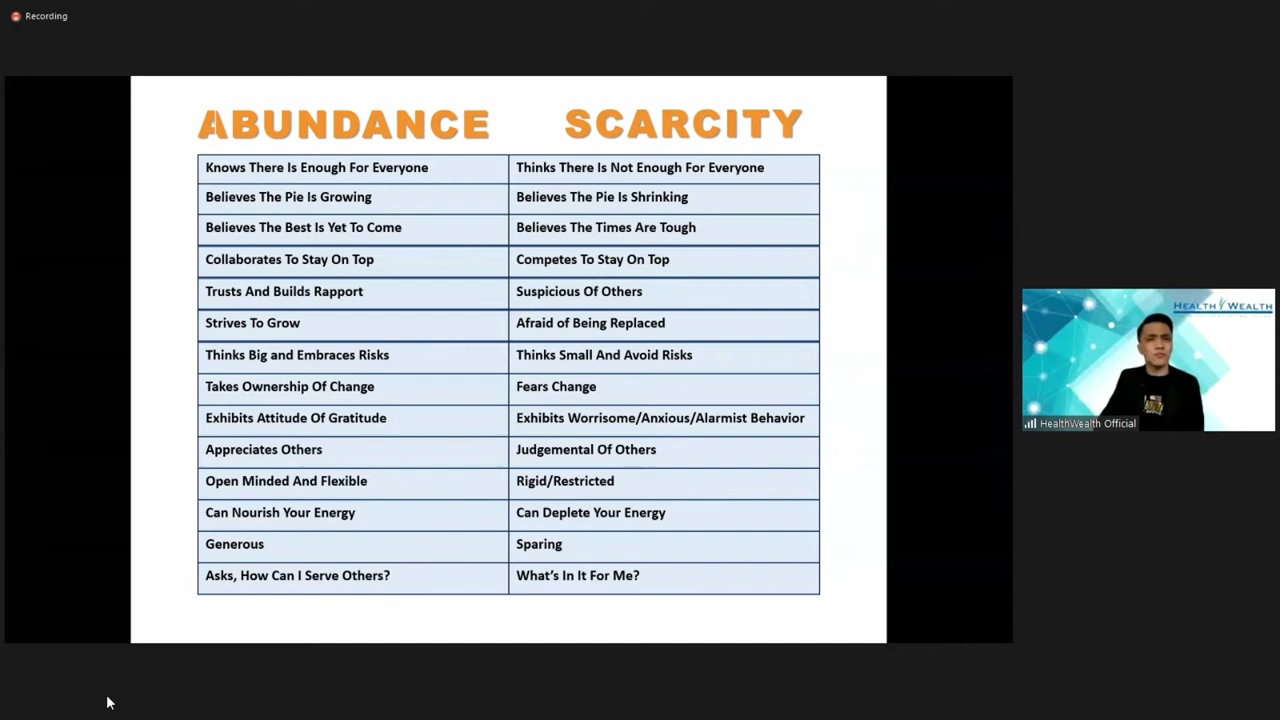 Recording
ABUNDANCE SCARCITY
Knows There Is Enough For Everyone Thinks There Is Not Enough For Everyone
Believes The Pie Is Growing Believes The Pie Is Shrinking
Believes The Best Is Yet To Come Believes The Times Are Tough
Collaborates To Stay On Top Competes To Stay On Top
Trusts And Builds Rapport Suspicious Of Others
Strives To Grow Afraid of Being Replaced
Thinks Big and Embraces Risks Thinks Small And Avoid Risks
Takes Ownership Of Change Fears Change
Exhibits Attitude Of Gratitude Exhibits Worrisome/Anxious/Alarmist Behavior
Appreciates Others Judgemental Of Others
Open Minded And Flexible Rigid/Restricted
Can Nourish Your Energy Can Deplete Your Energy
Generous Sparing
Asks, How Can I Serve Others? What's In It For Me?
HEALTH WEALTH
HealthWealth Official